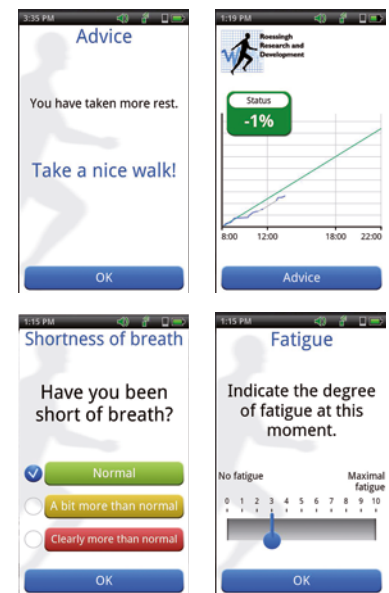 3:35 PM
Advice
You have taken more rest.
Take a nice walk!
OK
1:19 PM
Roessingh
Research and
Development
Status
-1%
8:00 12:00 18:00 22:00
Advice
1:15 PM
Shortness of breath
Have you been
short of breath?
Normal
A bit more than normal
Clearly more than normal
OK
1:15 PM
Fatigue
Indicate the degree
of fatigue at this
moment.
No fatigue Maximal
fatigue
0 1 2 3 4 5 6 7 8 9 10
OK